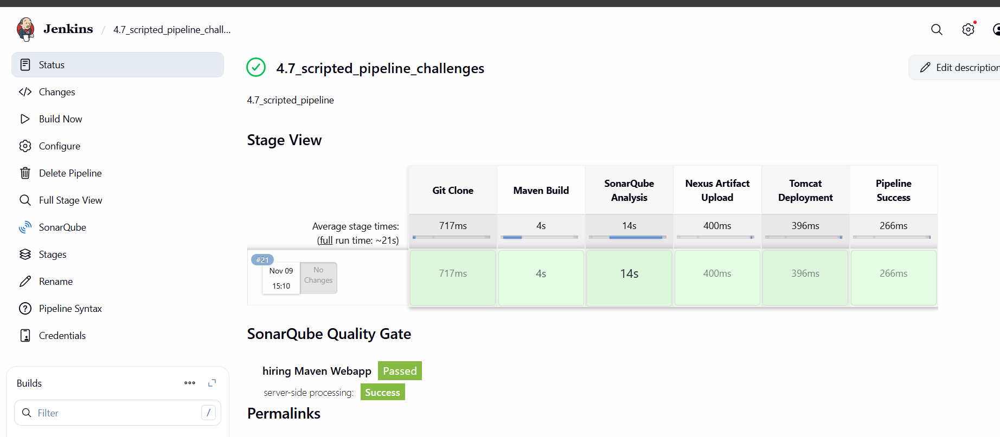 Jenkins / 4.7_scripted_pipeline_chall...
Status
Changes
Build Now
Configure
Delete Pipeline
Full Stage View
SonarQube
Stages
Rename
Pipeline Syntax
Credentials
Builds
Filter /
4.7_scripted_pipeline_challenges
Edit description
4.7_scripted_pipeline
Stage View
Git Clone
Maven Build
SonarQube
Analysis
Nexus Artifact
Upload
Tomcat
Deployment
Pipeline
Success
Average stage times:
(full run time: ~21s)
717ms 4s 14s 400ms 396ms 266ms
#21
Nov 09
15:10
No
Changes
717ms 4s 14s 400ms 396ms 266ms
SonarQube Quality Gate
hiring Maven Webapp Passed
server-side processing: Success
Permalinks